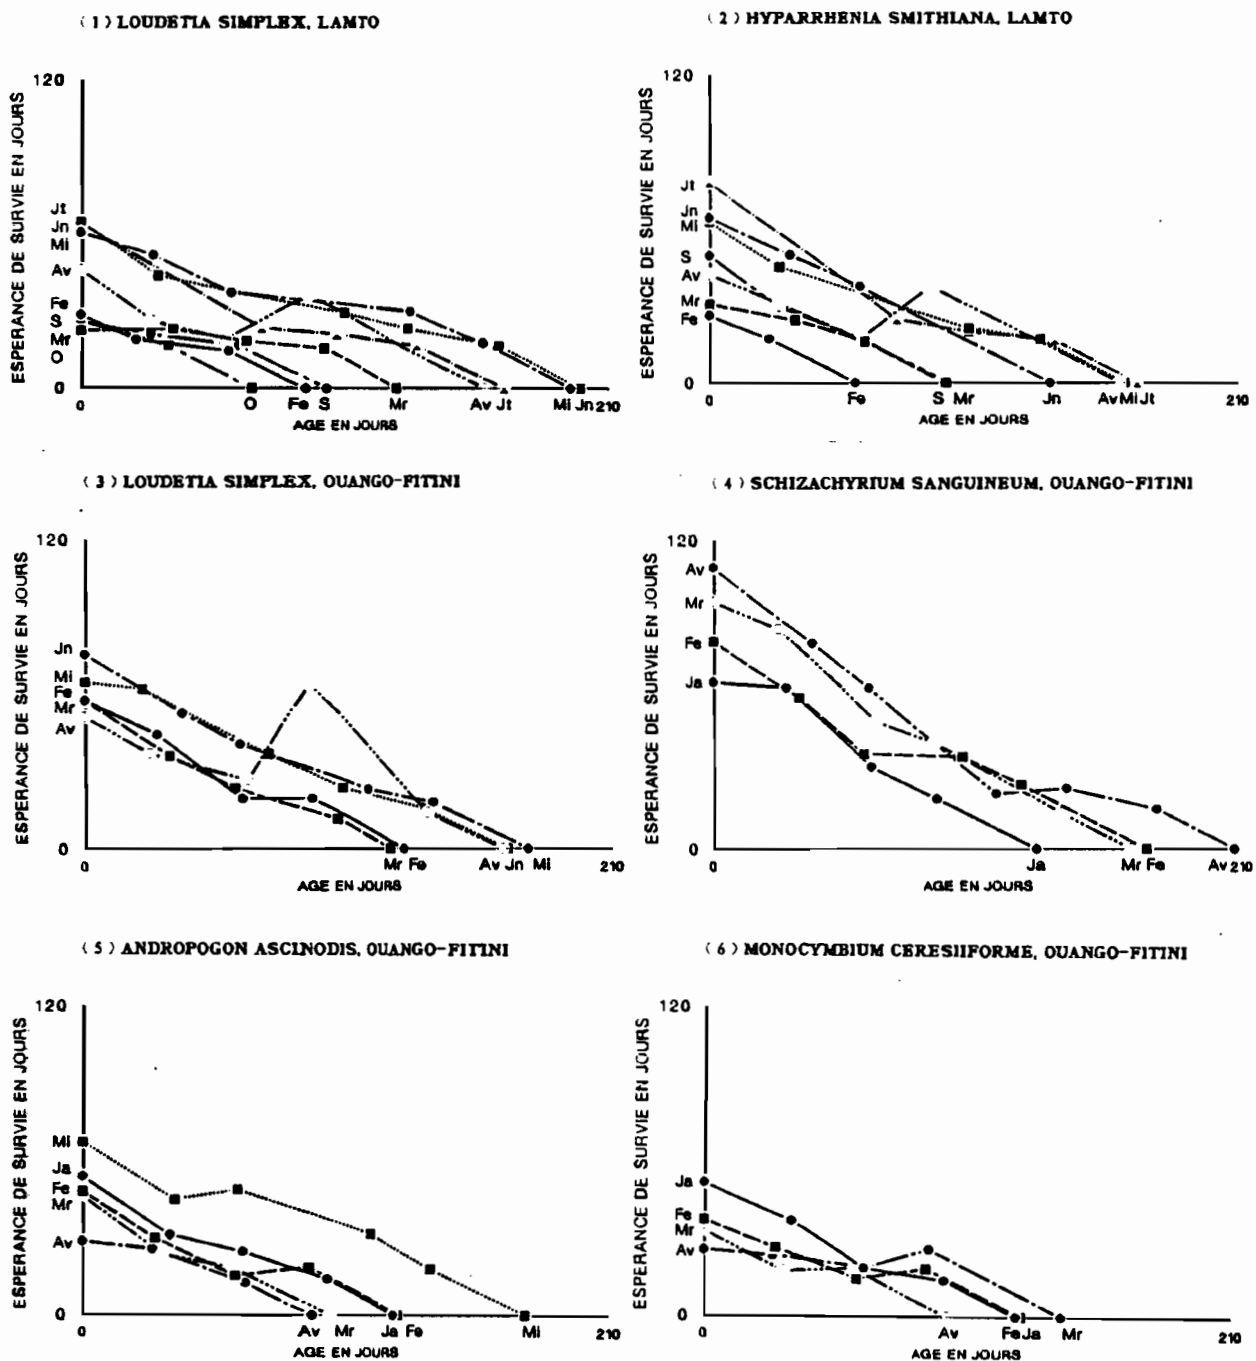 (1) LOUDETIA SIMPLEX, LAMTO
120
ESPERANCE DE SURVIE EN JOURS
Jt
Jn
Mi
Av
Fe
S
Mr
O
0
0 O Fe S Mr Av Jt Mi Jn 210
AGE EN JOURS
(2) HYPARRHENIA SMITHIANA, LAMTO
120
ESPERANCE DE SURVIE EN JOURS
Jt
Jn
Mi
S
Av
Mr
Fe
0
0 Fe S Mr Jn Av Mi Jt 210
AGE EN JOURS
(3) LOUDETIA SIMPLEX, OUANGO-FITINI
120
ESPERANCE DE SURVIE EN JOURS
Jn
Mi
Fe
Mr
Av
0
0 Mr Fe Av Jn Mi 210
AGE EN JOURS
(4) SCHIZACHYRIUM SANGUINEUM, OUANGO-FITINI
120
ESPERANCE DE SURVIE EN JOURS
Av
Mr
Fe
Ja
0
0 Ja Mr Fe Av 210
AGE EN JOURS
(5) ANDROPOGON ASCINODIS, OUANGO-FITINI
120
ESPERANCE DE SURVIE EN JOURS
Mi
Ja
Fe
Mr
Av
0
0 Av Mr Ja Fe Mi 210
AGE EN JOURS
(6) MONOCYMBIUM CERESIIFORME, OUANGO-FITINI
120
ESPERANCE DE SURVIE EN JOURS
Ja
Fe
Mr
Av
0
0 Av Fe Ja Mr 210
AGE EN JOURS